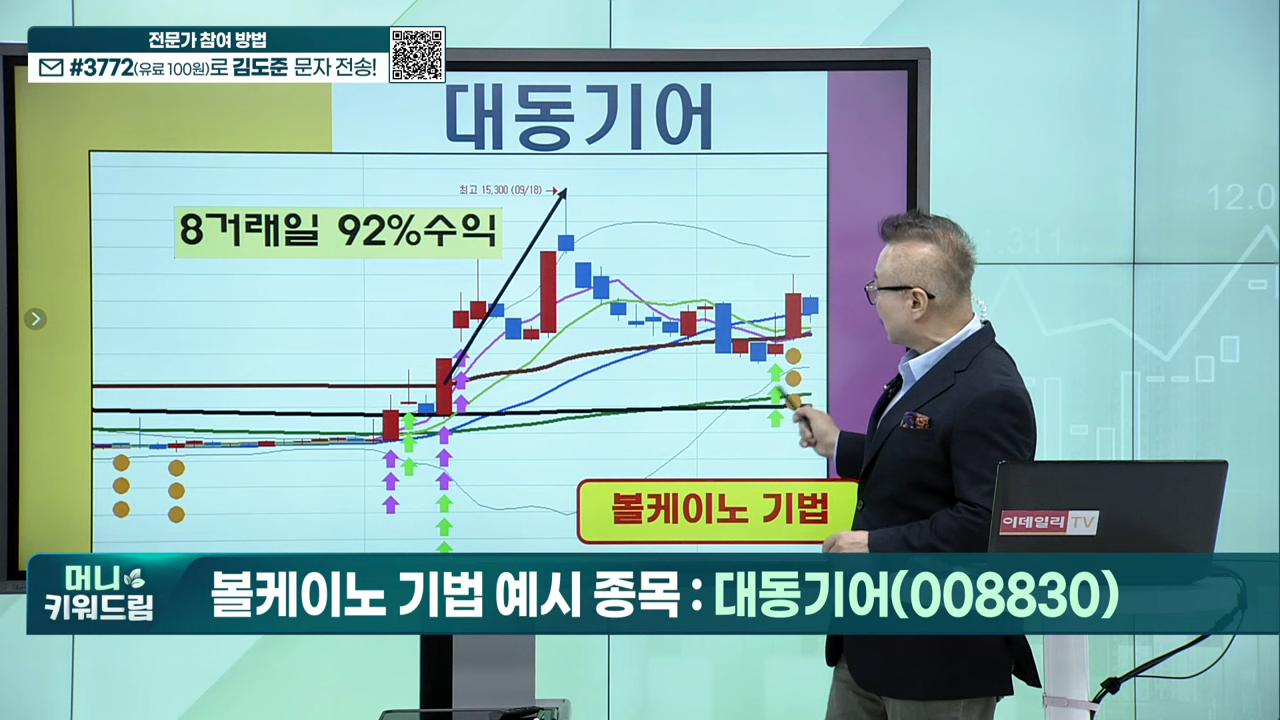 전문가 참여 방법
#3772(유료 100원)로 김도준 문자 전송!
대동기어
최고 15,300 (09/18)
8거래일 92%수익
12.0
311
볼케이노 기법
이데일리TV
머니
키워드림
볼케이노 기법 예시 종목 : 대동기어(008830)